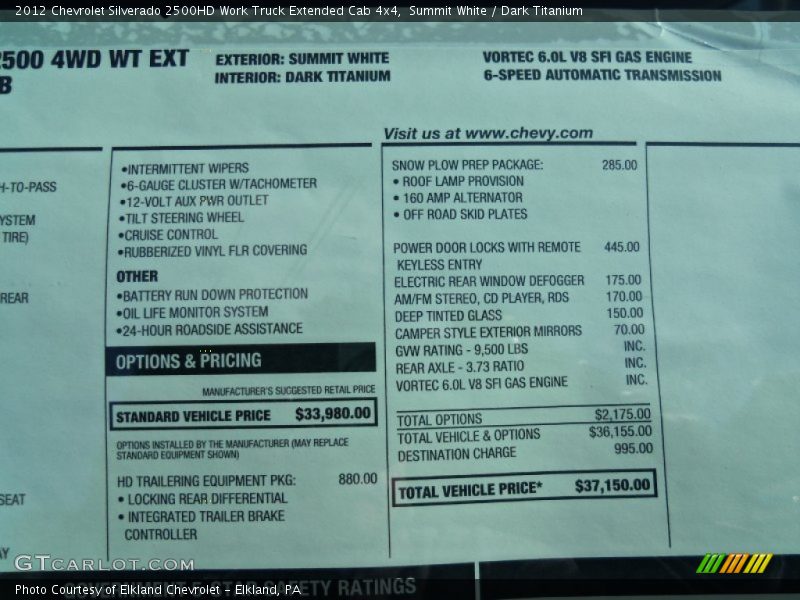 2012 Chevrolet Silverado 2500HD Work Truck Extended Cab 4x4,  Summit White / Dark Titanium
2500 4WD WT EXT
B
EXTERIOR: SUMMIT WHITE
INTERIOR: DARK TITANIUM
VORTEC 6.0L V8 SFI GAS ENGINE
6-SPEED AUTOMATIC TRANSMISSION
Visit us at www.chevy.com
H-TO-PASS
YSTEM
TIRE)
REAR
SEAT
AY
•INTERMITTENT WIPERS
•6-GAUGE CLUSTER W/TACHOMETER
•12-VOLT AUX PWR OUTLET
•TILT STEERING WHEEL
•CRUISE CONTROL
•RUBBERIZED VINYL FLR COVERING
OTHER
•BATTERY RUN DOWN PROTECTION
•OIL LIFE MONITOR SYSTEM
•24-HOUR ROADSIDE ASSISTANCE
OPTIONS & PRICING
MANUFACTURER'S SUGGESTED RETAIL PRICE
STANDARD VEHICLE PRICE $33,980.00
OPTIONS INSTALLED BY THE MANUFACTURER (MAY REPLACE
STANDARD EQUIPMENT SHOWN)
HD TRAILERING EQUIPMENT PKG: 880.00
• LOCKING REAR DIFFERENTIAL
• INTEGRATED TRAILER BRAKE
CONTROLLER
SNOW PLOW PREP PACKAGE: 285.00
• ROOF LAMP PROVISION
• 160 AMP ALTERNATOR
• OFF ROAD SKID PLATES
POWER DOOR LOCKS WITH REMOTE 445.00
KEYLESS ENTRY
ELECTRIC REAR WINDOW DEFOGGER 175.00
AM/FM STEREO, CD PLAYER, RDS 170.00
DEEP TINTED GLASS 150.00
CAMPER STYLE EXTERIOR MIRRORS 70.00
GVW RATING - 9,500 LBS INC.
REAR AXLE - 3.73 RATIO INC.
VORTEC 6.0L V8 SFI GAS ENGINE INC.
TOTAL OPTIONS $2,175.00
TOTAL VEHICLE & OPTIONS $36,155.00
DESTINATION CHARGE 995.00
TOTAL VEHICLE PRICE* $37,150.00
GTCARLOT.COM
GOVERNMENT 5-STAR SAFETY RATINGS
Photo Courtesy of Elkland Chevrolet - Elkland, PA